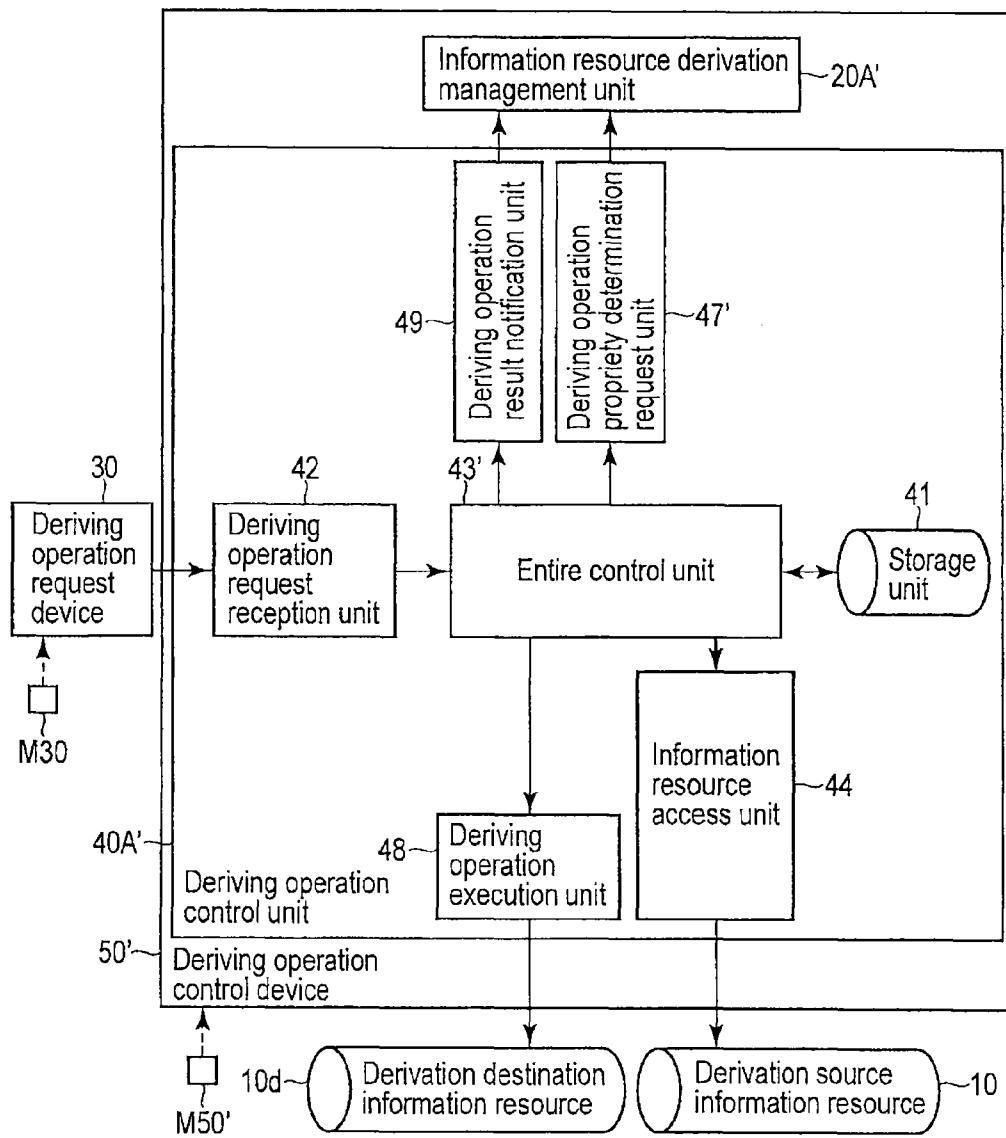 Information resource derivation
management unit
20A'
Deriving operation
result notification unit
49
Deriving operation
propriety determination
request unit
47'
30
Deriving
operation
request
device
M30
42
Deriving
operation
request
reception unit
43'
Entire control unit
41
Storage
unit
Information
resource
access unit
44
48
Deriving
operation
execution unit
40A'
Deriving operation
control unit
50'
Deriving operation
control device
M50'
10d
Derivation destination
information resource
Derivation source
information resource
10